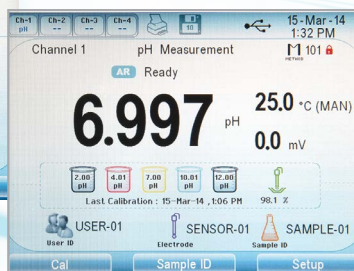 Ch-1 Ch-2 Ch-3 Ch-4 15-Mar-14
pH -- -- -- 10 1:32 PM
Channel 1 pH Measurement M 101
METHOD
AR Ready
6.997 pH
25.0 °C (MAN)
0.0 mV
2.00 4.01 7.00 10.01 12.00
pH pH pH pH pH
Last Calibration : 15-Mar-14 ,1:06 PM 98.1 %
USER-01 SENSOR-01 SAMPLE-01
User ID Electrode Sample ID
Cal Sample ID Setup